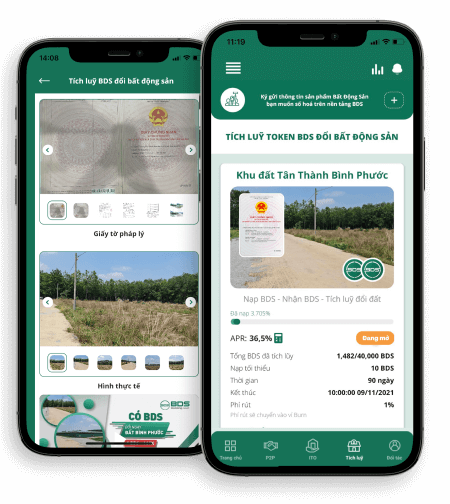 14:08
Tích luỹ BDS đổi bất động sản
Giấy tờ pháp lý
Hình thực tế
BDS
CÓ BDS
ĐẤT BÌNH PHƯỚC
11:19
Ký gửi thông tin sản phẩm Bất Động Sản
bạn muốn số hoá trên nền tảng BDS
TÍCH LUỸ TOKEN BDS ĐỔI BẤT ĐỘNG SẢN
Khu đất Tân Thành Bình Phước
BDS BDS
Nạp BDS - Nhận BDS - Tích luỹ đổi đất
Đã nạp 3.705%
APR: 36,5%
Đang mở
Tổng BDS đã tích lũy 1,482/40,000 BDS
Nạp tối thiểu 10 BDS
Thời gian 90 ngày
Kết thúc 10:00:00 09/11/2021
Phí rút 1%
Phí rút sẽ chuyển vào ví Burn
Trang chủ
P2P
ITO
Tích luỹ
Đối tác